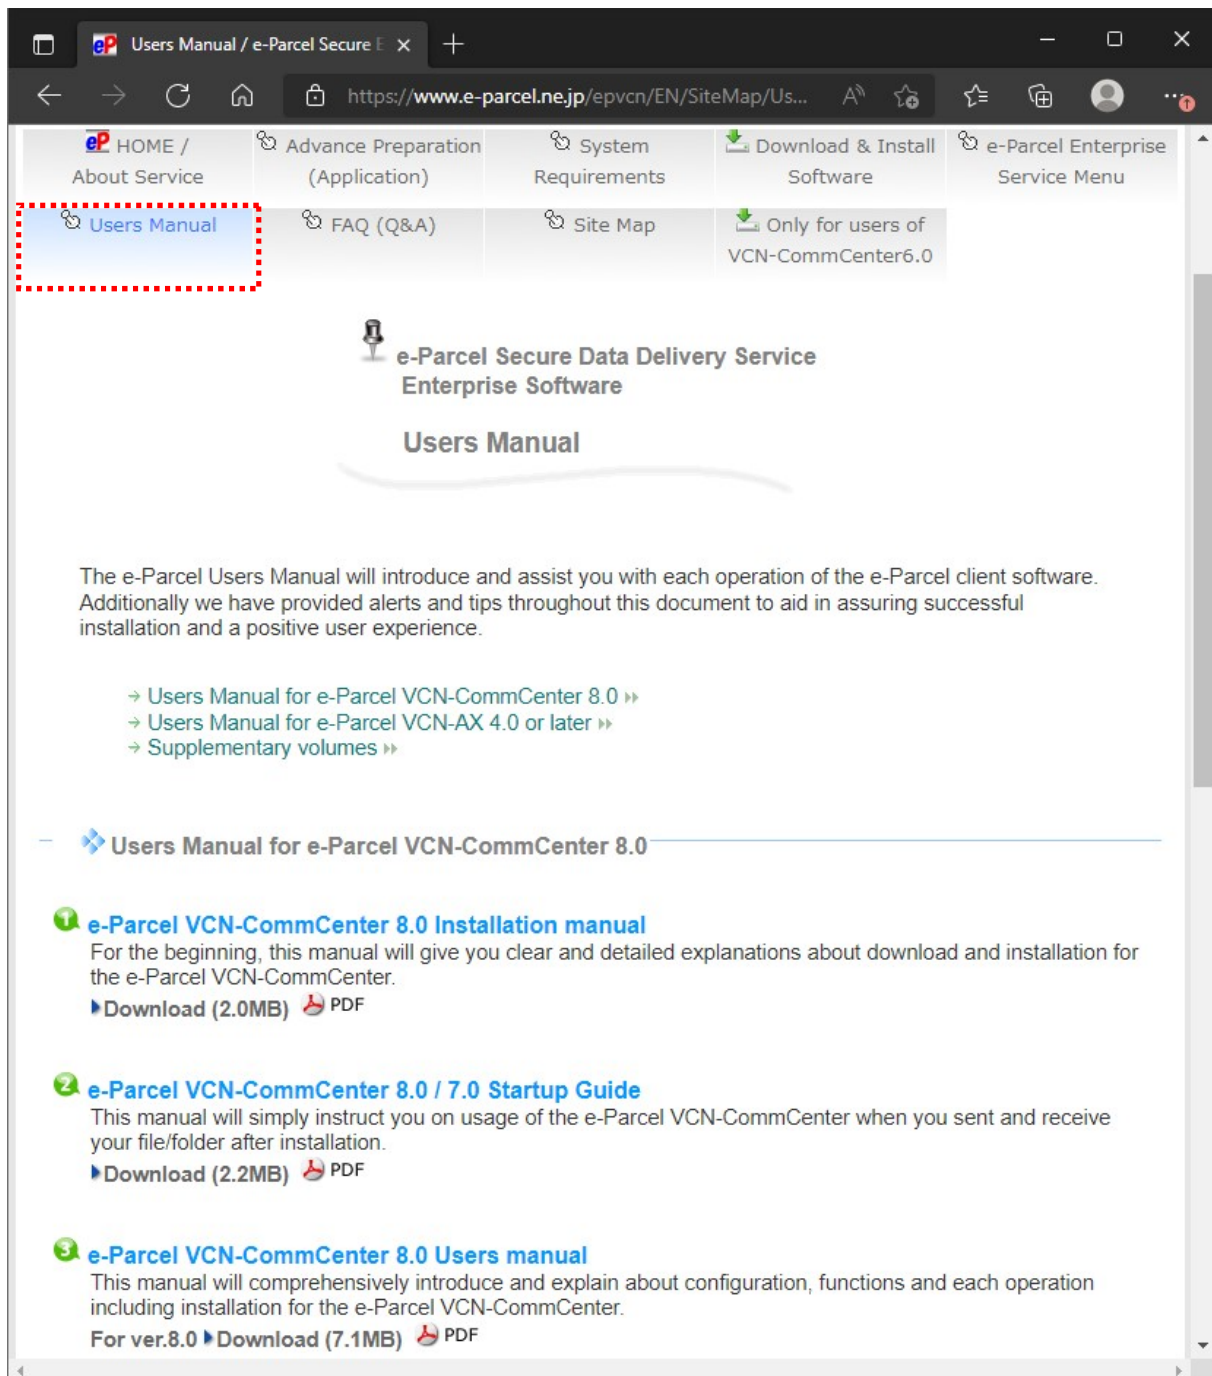 Users Manual / e-Parcel Secure E
https://www.e-parcel.ne.jp/epvcn/EN/SiteMap/Us...
eP HOME /
About Service
Advance Preparation
(Application)
System
Requirements
Download & Install
Software
e-Parcel Enterprise
Service Menu
Users Manual
FAQ (Q&A)
Site Map
Only for users of
VCN-CommCenter6.0
e-Parcel Secure Data Delivery Service
Enterprise Software
Users Manual
The e-Parcel Users Manual will introduce and assist you with each operation of the e-Parcel client software.
Additionally we have provided alerts and tips throughout this document to aid in assuring successful
installation and a positive user experience.
Users Manual for e-Parcel VCN-CommCenter 8.0
Users Manual for e-Parcel VCN-AX 4.0 or later
Supplementary volumes
Users Manual for e-Parcel VCN-CommCenter 8.0
1 e-Parcel VCN-CommCenter 8.0 Installation manual
For the beginning, this manual will give you clear and detailed explanations about download and installation for
the e-Parcel VCN-CommCenter.
Download (2.0MB) PDF
2 e-Parcel VCN-CommCenter 8.0 / 7.0 Startup Guide
This manual will simply instruct you on usage of the e-Parcel VCN-CommCenter when you sent and receive
your file/folder after installation.
Download (2.2MB) PDF
3 e-Parcel VCN-CommCenter 8.0 Users manual
This manual will comprehensively introduce and explain about configuration, functions and each operation
including installation for the e-Parcel VCN-CommCenter.
For ver.8.0 Download (7.1MB) PDF